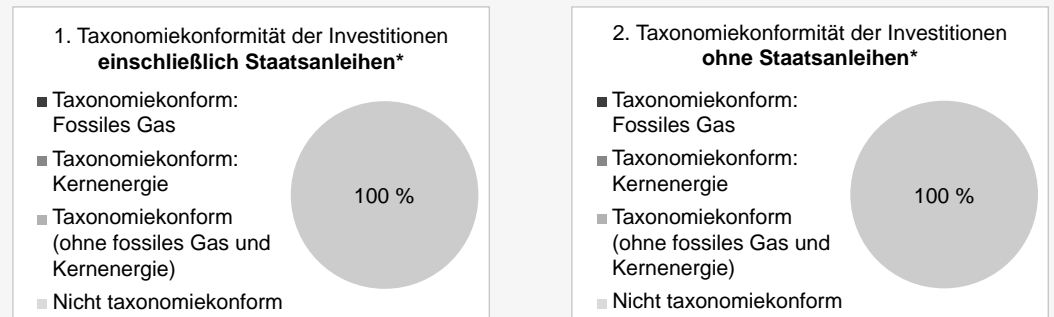 1. Taxonomiekonformität der Investitionen
einschließlich Staatsanleihen*
Taxonomiekonform:
Fossiles Gas
Taxonomiekonform:
Kernenergie
Taxonomiekonform
(ohne fossiles Gas und
Kernenergie)
Nicht taxonomiekonform
100 %
2. Taxonomiekonformität der Investitionen
ohne Staatsanleihen*
Taxonomiekonform:
Fossiles Gas
Taxonomiekonform:
Kernenergie
Taxonomiekonform
(ohne fossiles Gas und
Kernenergie)
Nicht taxonomiekonform
100 %